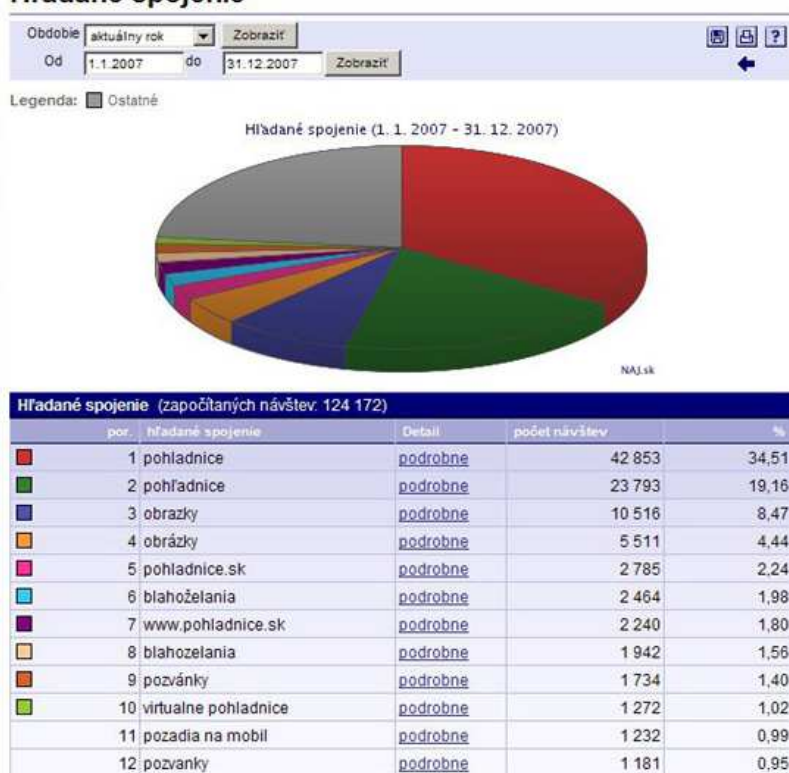 Hľadané spojenie
Obdobie aktuálny rok Zobraziť
Od 1.1.2007 do 31.12.2007 Zobraziť
?
Legenda: Ostatné
Hľadané spojenie (1. 1. 2007 - 31. 12. 2007)
NAJ.sk
Hľadané spojenie (započítaných návštev: 124 172)
por. hľadané spojenie Detail počet návštev %
1 pohladnice podrobne 42 853 34,51
2 pohľadnice podrobne 23 793 19,16
3 obrazky podrobne 10 516 8,47
4 obrázky podrobne 5 511 4,44
5 pohladnice.sk podrobne 2 785 2,24
6 blahoželania podrobne 2 464 1,98
7 www.pohladnice.sk podrobne 2 240 1,80
8 blahozelania podrobne 1 942 1,56
9 pozvánky podrobne 1 734 1,40
10 virtualne pohladnice podrobne 1 272 1,02
11 pozadia na mobil podrobne 1 232 0,99
12 pozvanky podrobne 1 181 0,95